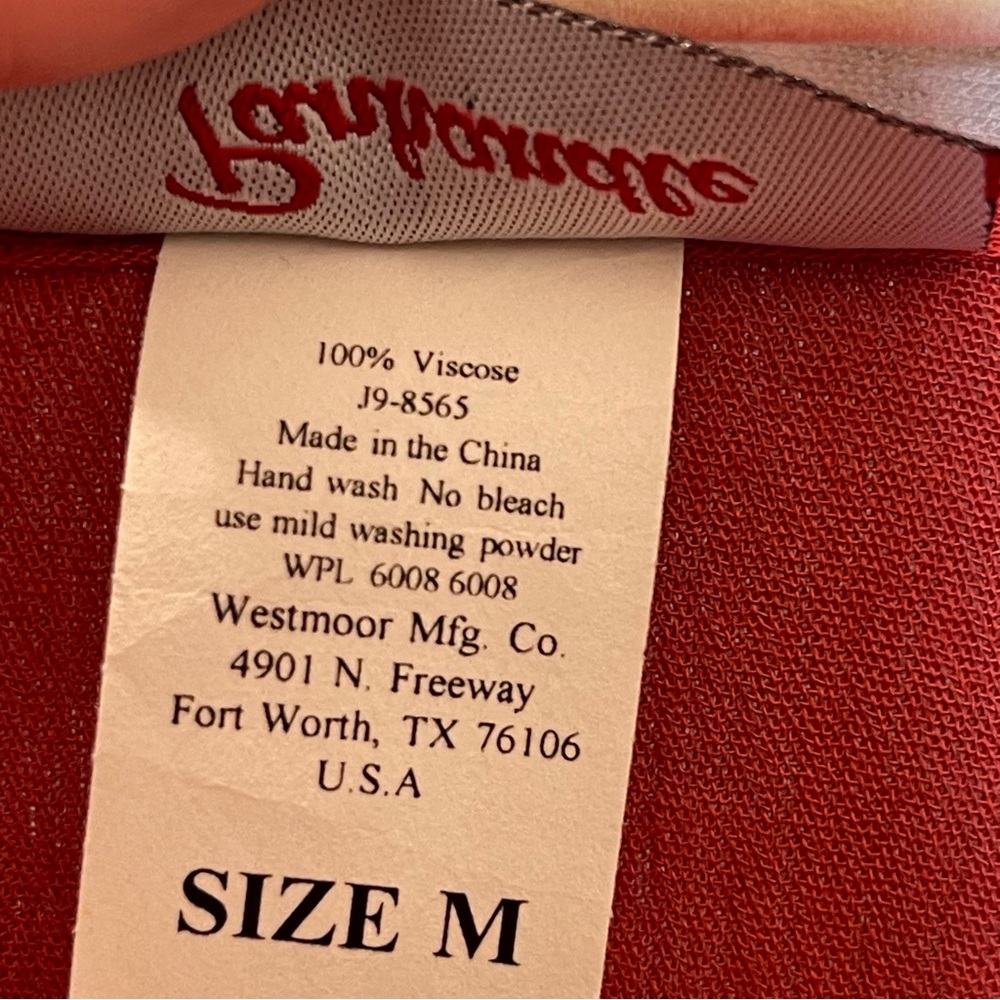 Panhandle
100% Viscose
J9-8565
Made in the China
Hand wash No bleach
use mild washing powder
WPL 6008 6008
Westmoor Mfg. Co.
4901 N. Freeway
Fort Worth, TX 76106
U.S.A
SIZE M